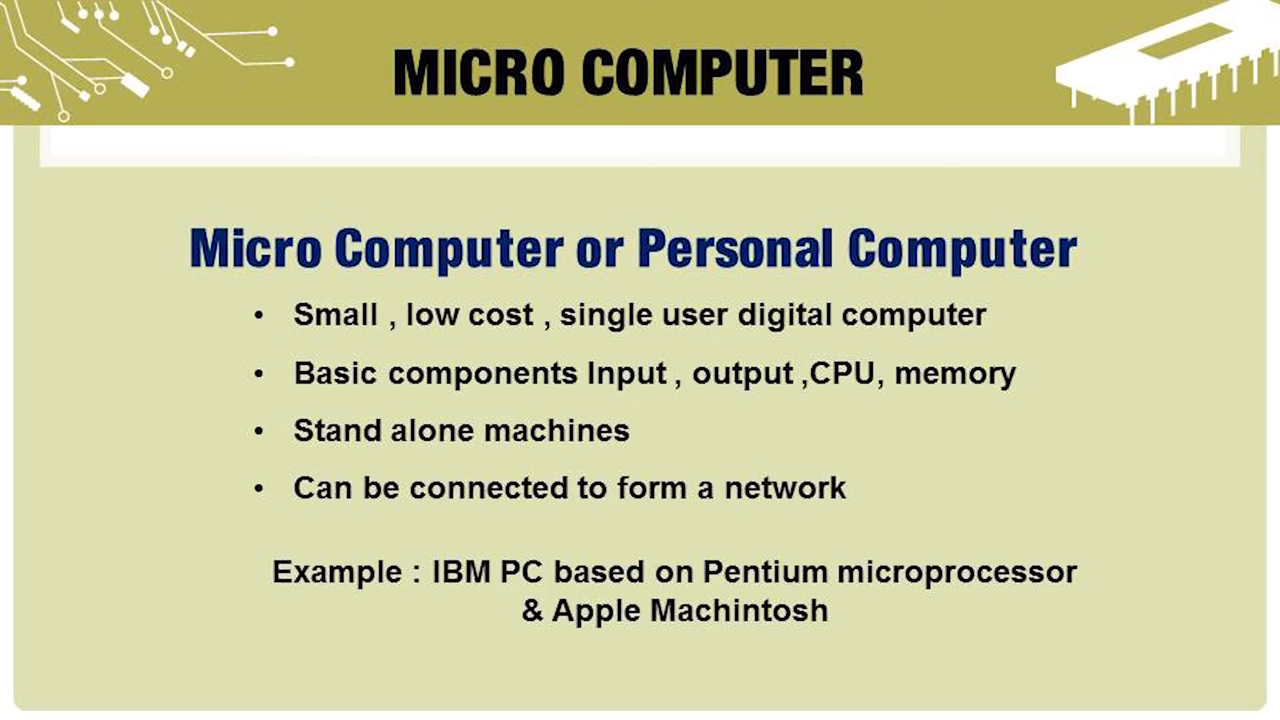 MICRO COMPUTER
Micro Computer or Personal Computer
• Small , low cost , single user digital computer
• Basic components Input , output ,CPU, memory
• Stand alone machines
• Can be connected to form a network
Example : IBM PC based on Pentium microprocessor
& Apple Machintosh